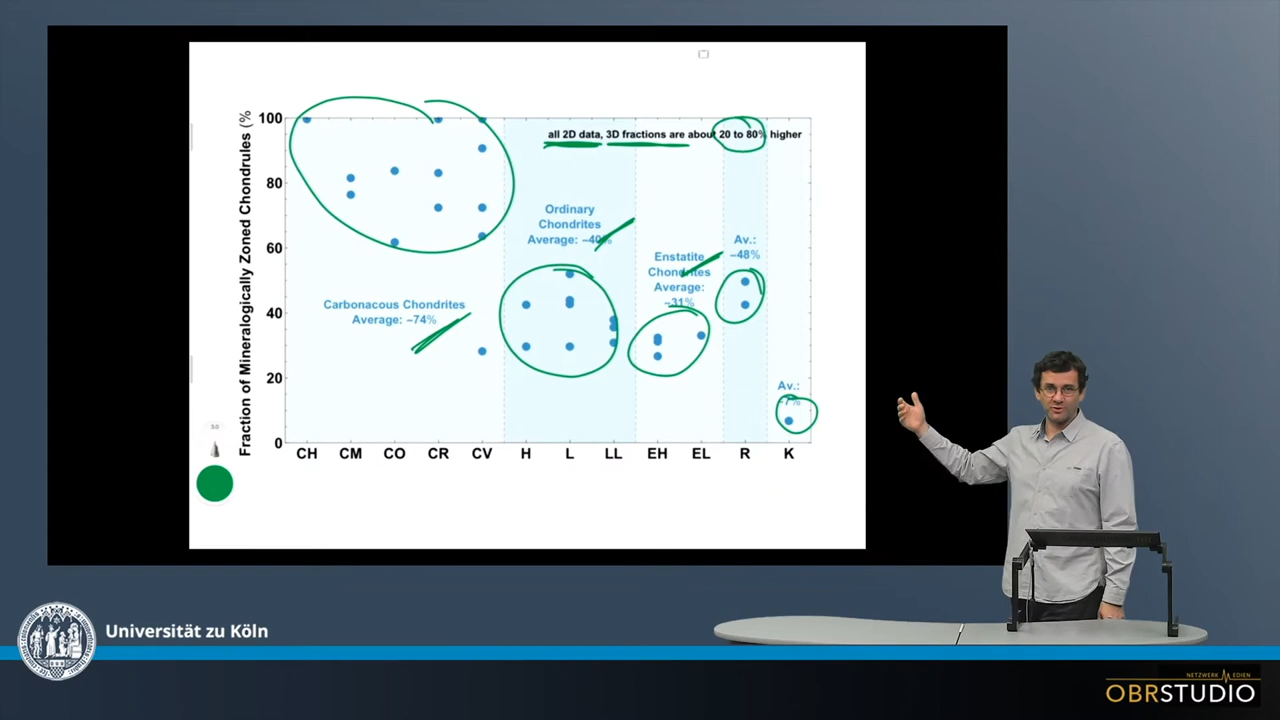 Fraction of Mineralogically Zoned Chondrules (%
100
80
60
40
20
0
all 2D data, 3D fractions are about 20 to 80% higher
Ordinary
Chondrites
Average: ~40%
Enstatite
Chondrites
Average:
~31%
Av.:
~48%
Carbonacous Chondrites
Average: ~74%
Av.:
~7%
CH CM CO CR CV H L LL EH EL R K
Universität zu Köln
NETZWERK MEDIEN
OBRSTUDIO